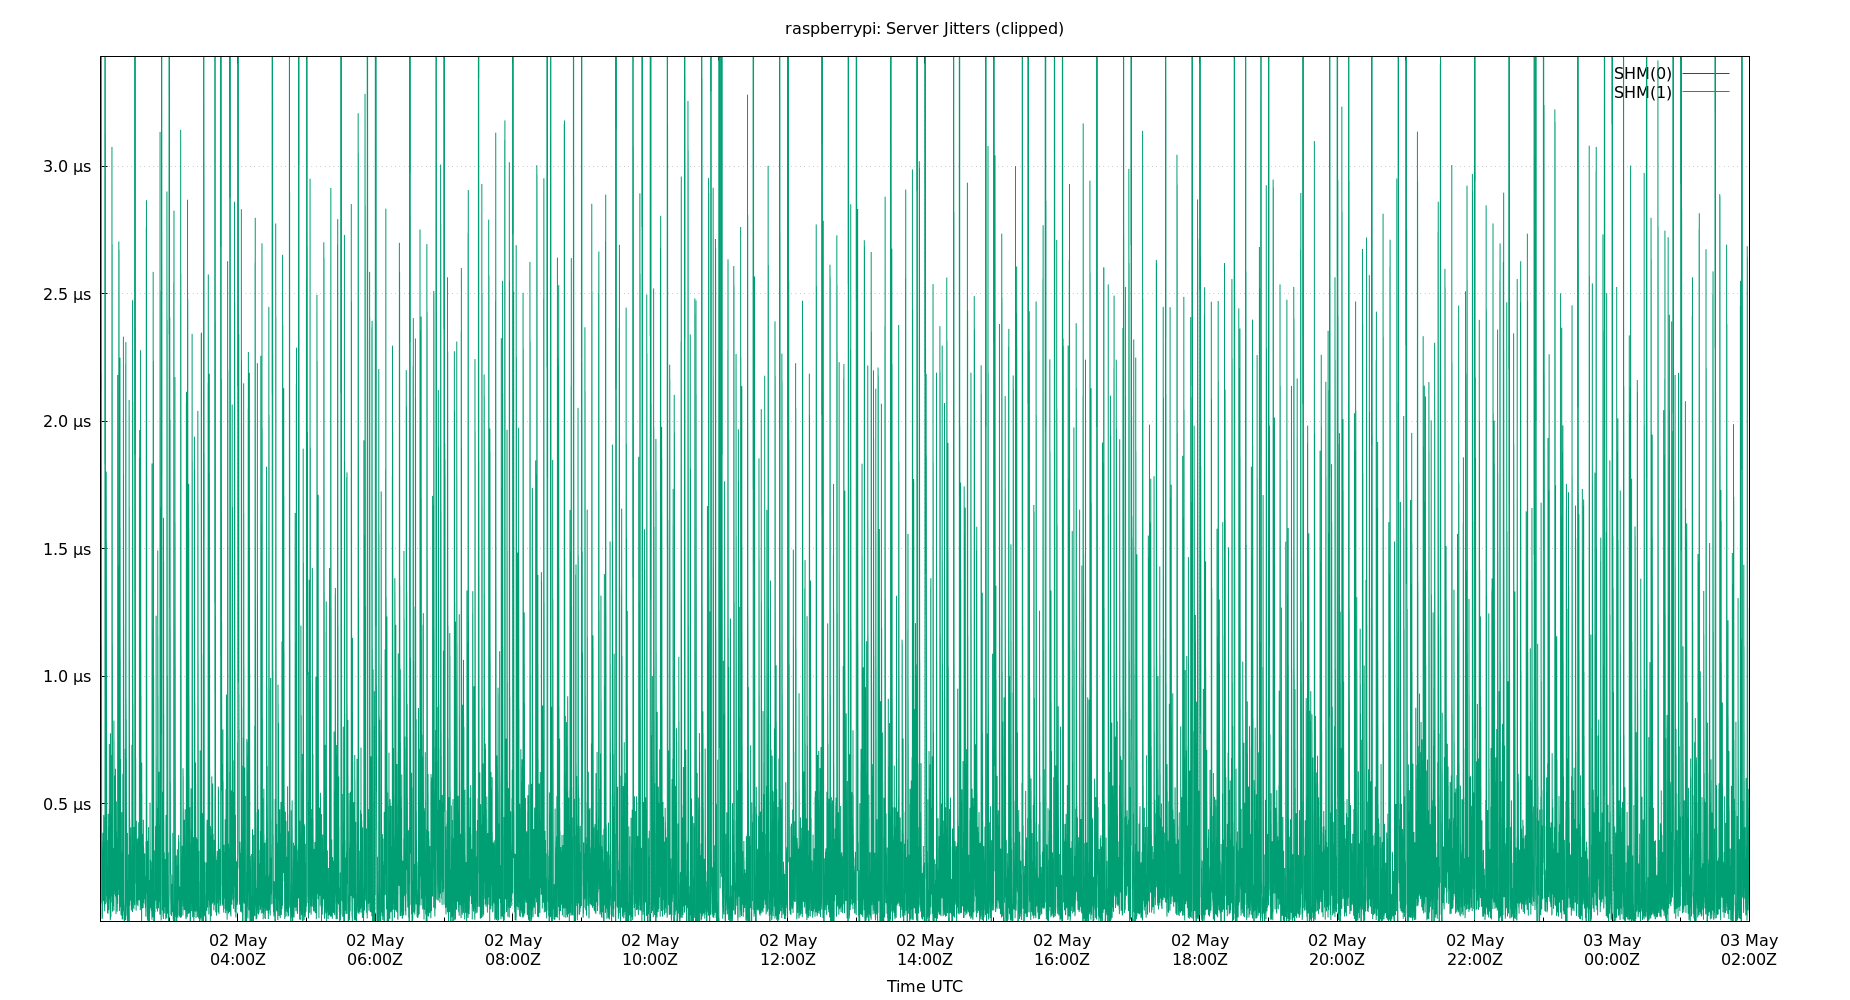 raspberrypi: Server Jitters (clipped)
SHM(0)
SHM(1)
3.0 µs
2.5 µs
2.0 µs
1.5 µs
1.0 µs
0.5 µs
02 May 02 May 02 May 02 May 02 May 02 May 02 May 02 May 02 May 02 May 03 May 03 May
04:00Z 06:00Z 08:00Z 10:00Z 12:00Z 14:00Z 16:00Z 18:00Z 20:00Z 22:00Z 00:00Z 02:00Z
Time UTC